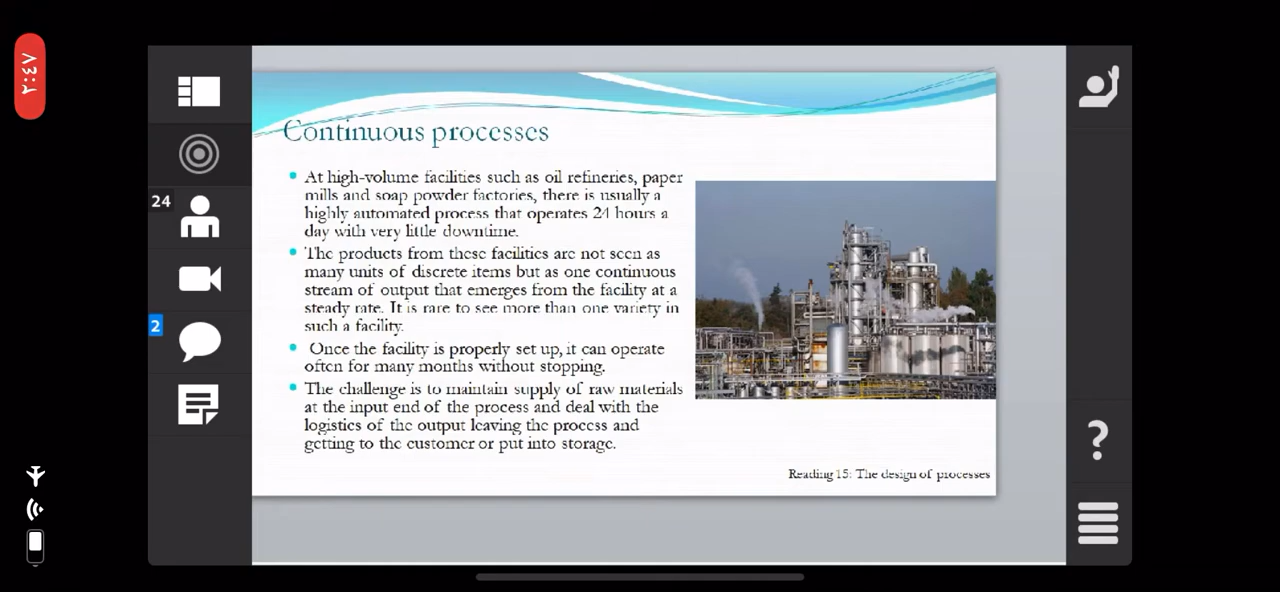 ٢:٤٧
24
2
Continuous processes
At high-volume facilities such as oil refineries, paper
mills and soap powder factories, there is usually a
highly automated process that operates 24 hours a
day with very little downtime.
The products from these facilities are not seen as
many units of discrete items but as one continuous
stream of output that emerges from the facility at a
steady rate. It is rare to see more than one variety in
such a facility.
Once the facility is properly set up, it can operate
often for many months without stopping.
The challenge is to maintain supply of raw materials
at the input end of the process and deal with the
logistics of the output leaving the process and
getting to the customer or put into storage.
Reading 15: The design of processes
?